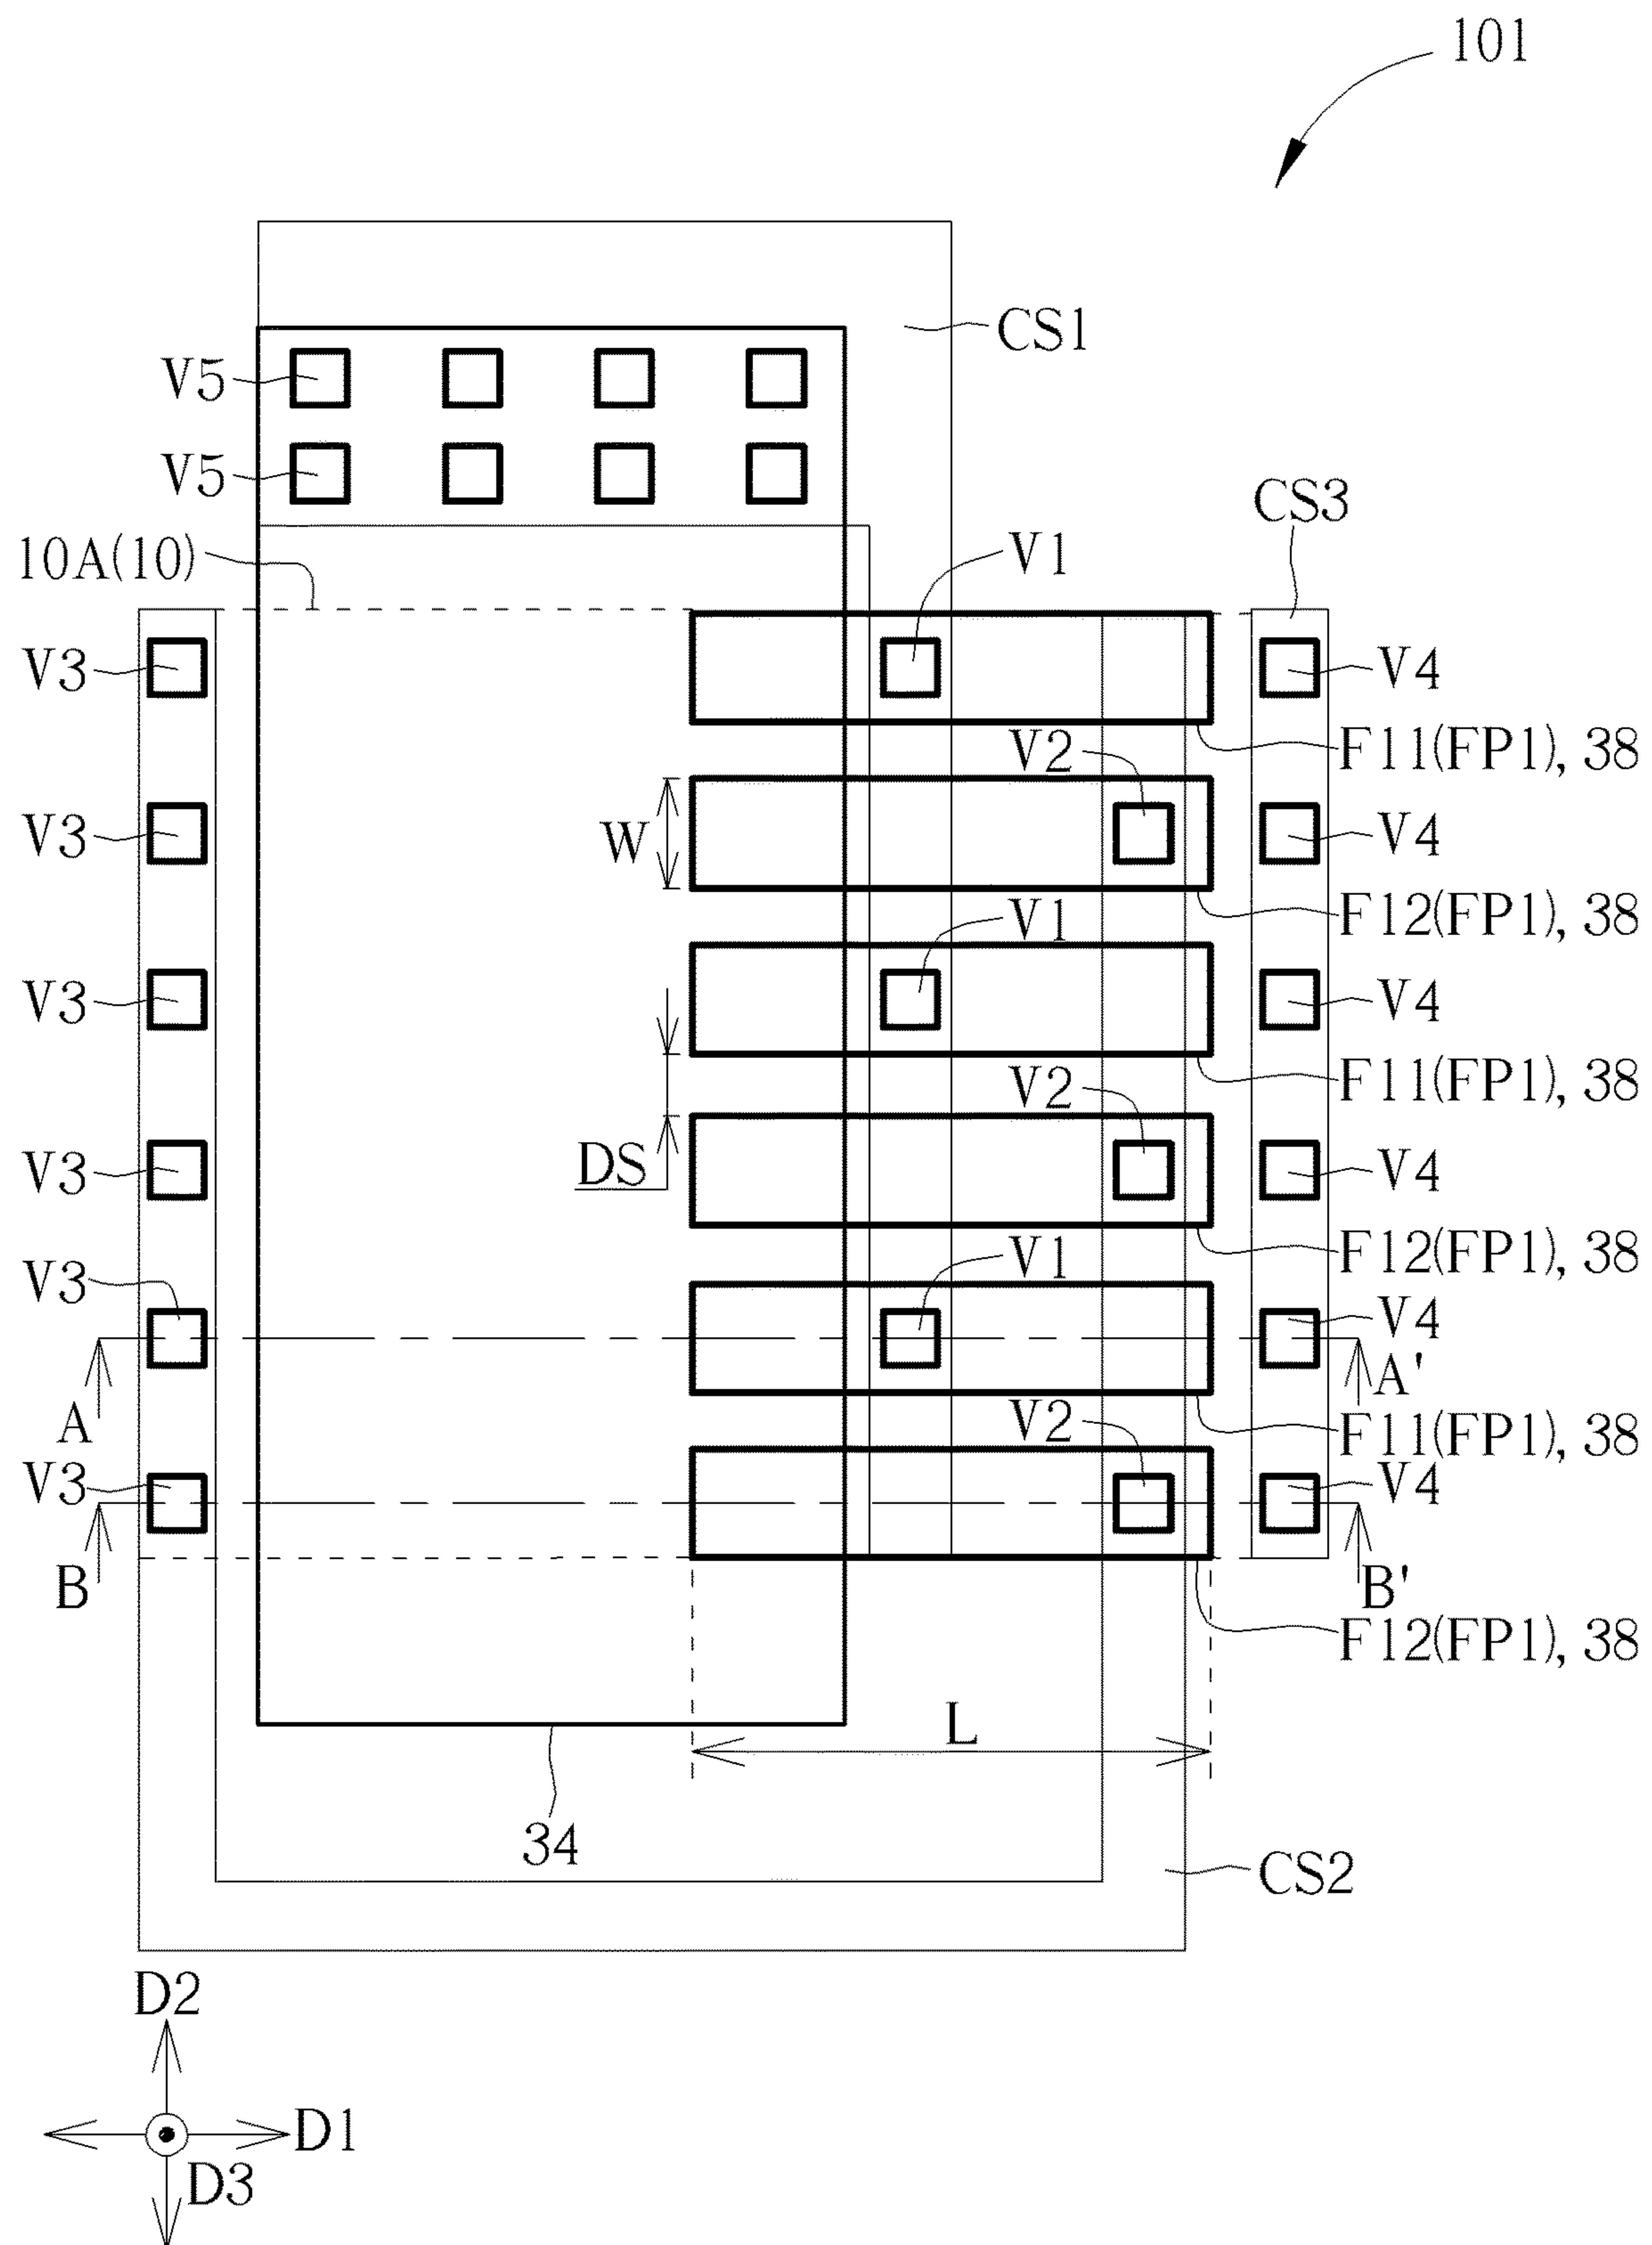 101
CS1
V5
V5
CS3
10A(10)
V1
V3
V4
F11(FP1), 38
V2
W
V3
V4
F12(FP1), 38
V1
V3
V4
F11(FP1), 38
V2
DS
V3
V4
F12(FP1), 38
V1
V3
V4
A
A'
F11(FP1), 38
V2
V3
V4
B
B'
F12(FP1), 38
L
34
CS2
D2
D1
D3